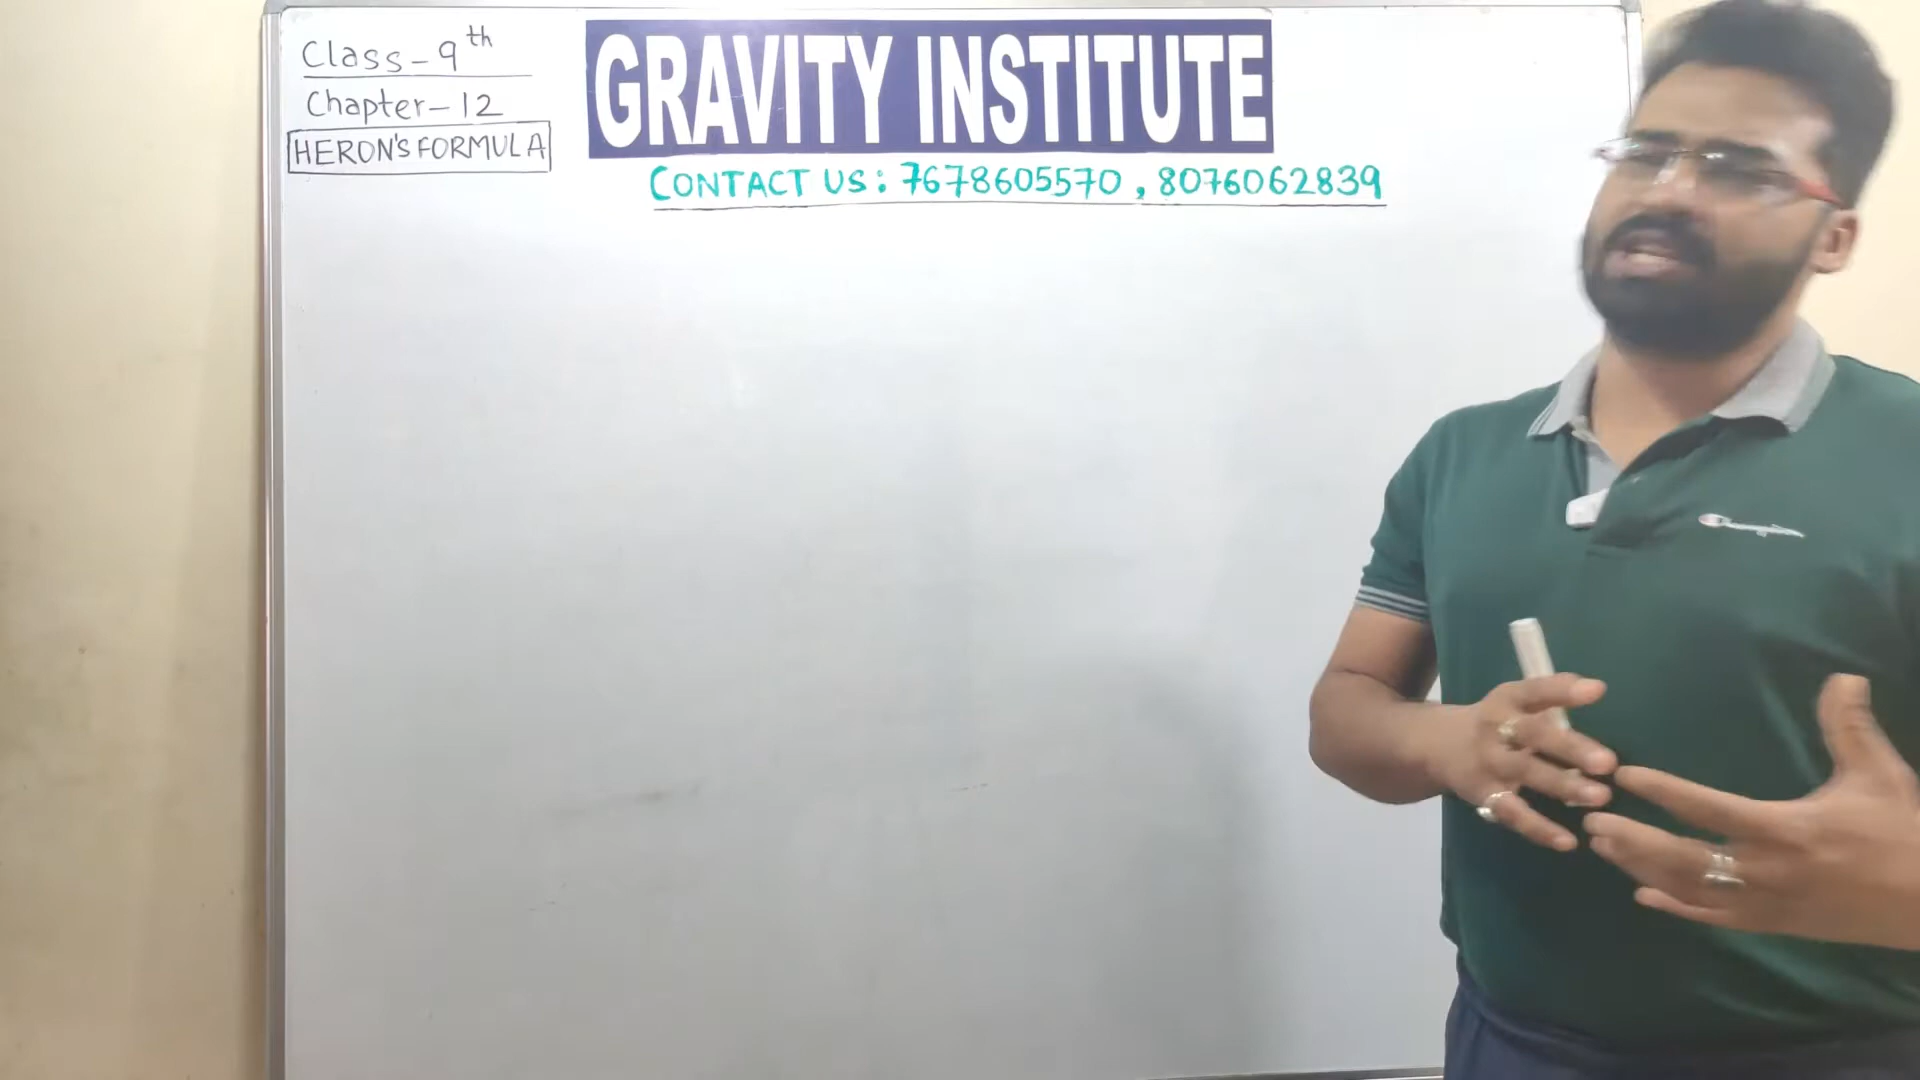 Class-9th
Chapter-12
HERON'S FORMULA
GRAVITY INSTITUTE
CONTACT US: 7678605570, 8076062839